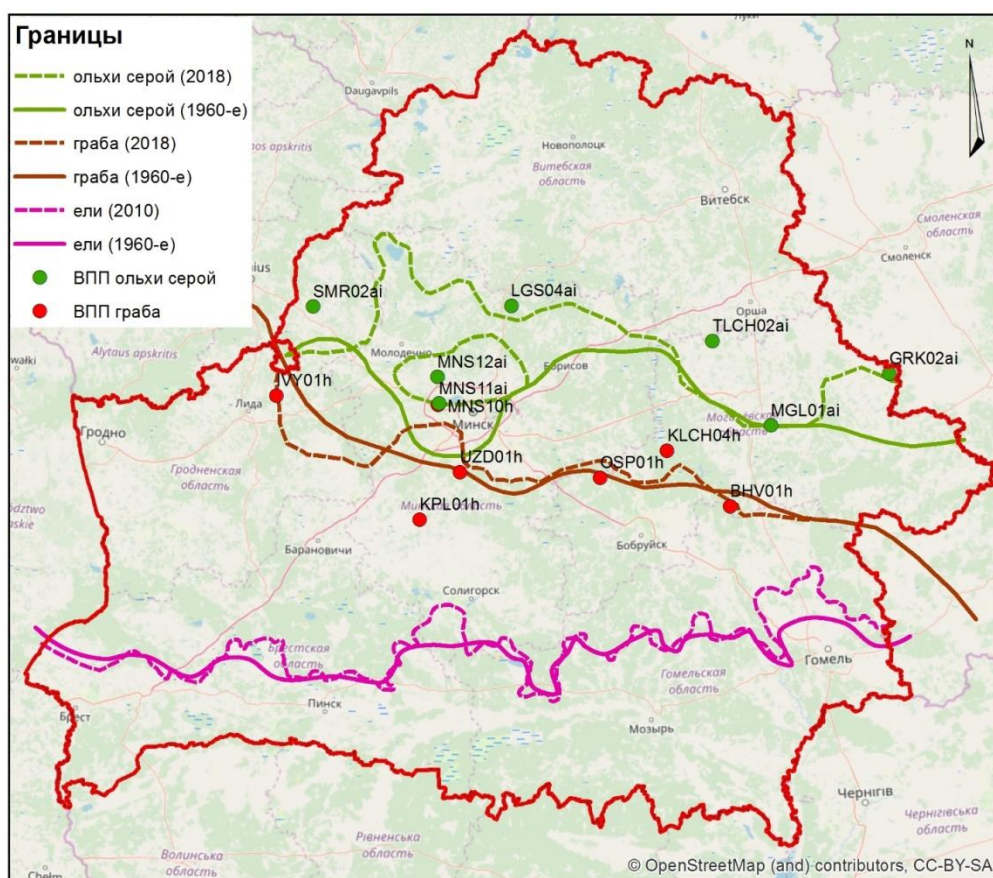 Границы
ольхи серой (2018)
ольхи серой (1960-е)
граба (2018)
граба (1960-е)
ели (2010)
ели (1960-е)
ВПП ольхи серой
ВПП граба
N
Daugavpils
Новополоцк
Витебская
область
Витебск
Смоленская
область
Смоленск
SMR02ai
LGS04ai
Орша
TLCH02ai
Alytaus apskritis
Молодечно
MNS12ai
Борисов
GRK02ai
IVY01h
MNS11ai
MNS10h
Минск
MGL01ai
Лида
Гродно
Гродненская
область
KLCH04h
UZD01h
OSP01h
BHV01h
KPL01h
Барановичи
Бобруйск
Солигорск
Брестская
область
Гомельская
область
Гомель
Брест
Пинск
Мозырь
Чернігів
Чернігівська
область
Рівненська
область
Волинська
область
Chełm
© OpenStreetMap (and) contributors, CC-BY-SA